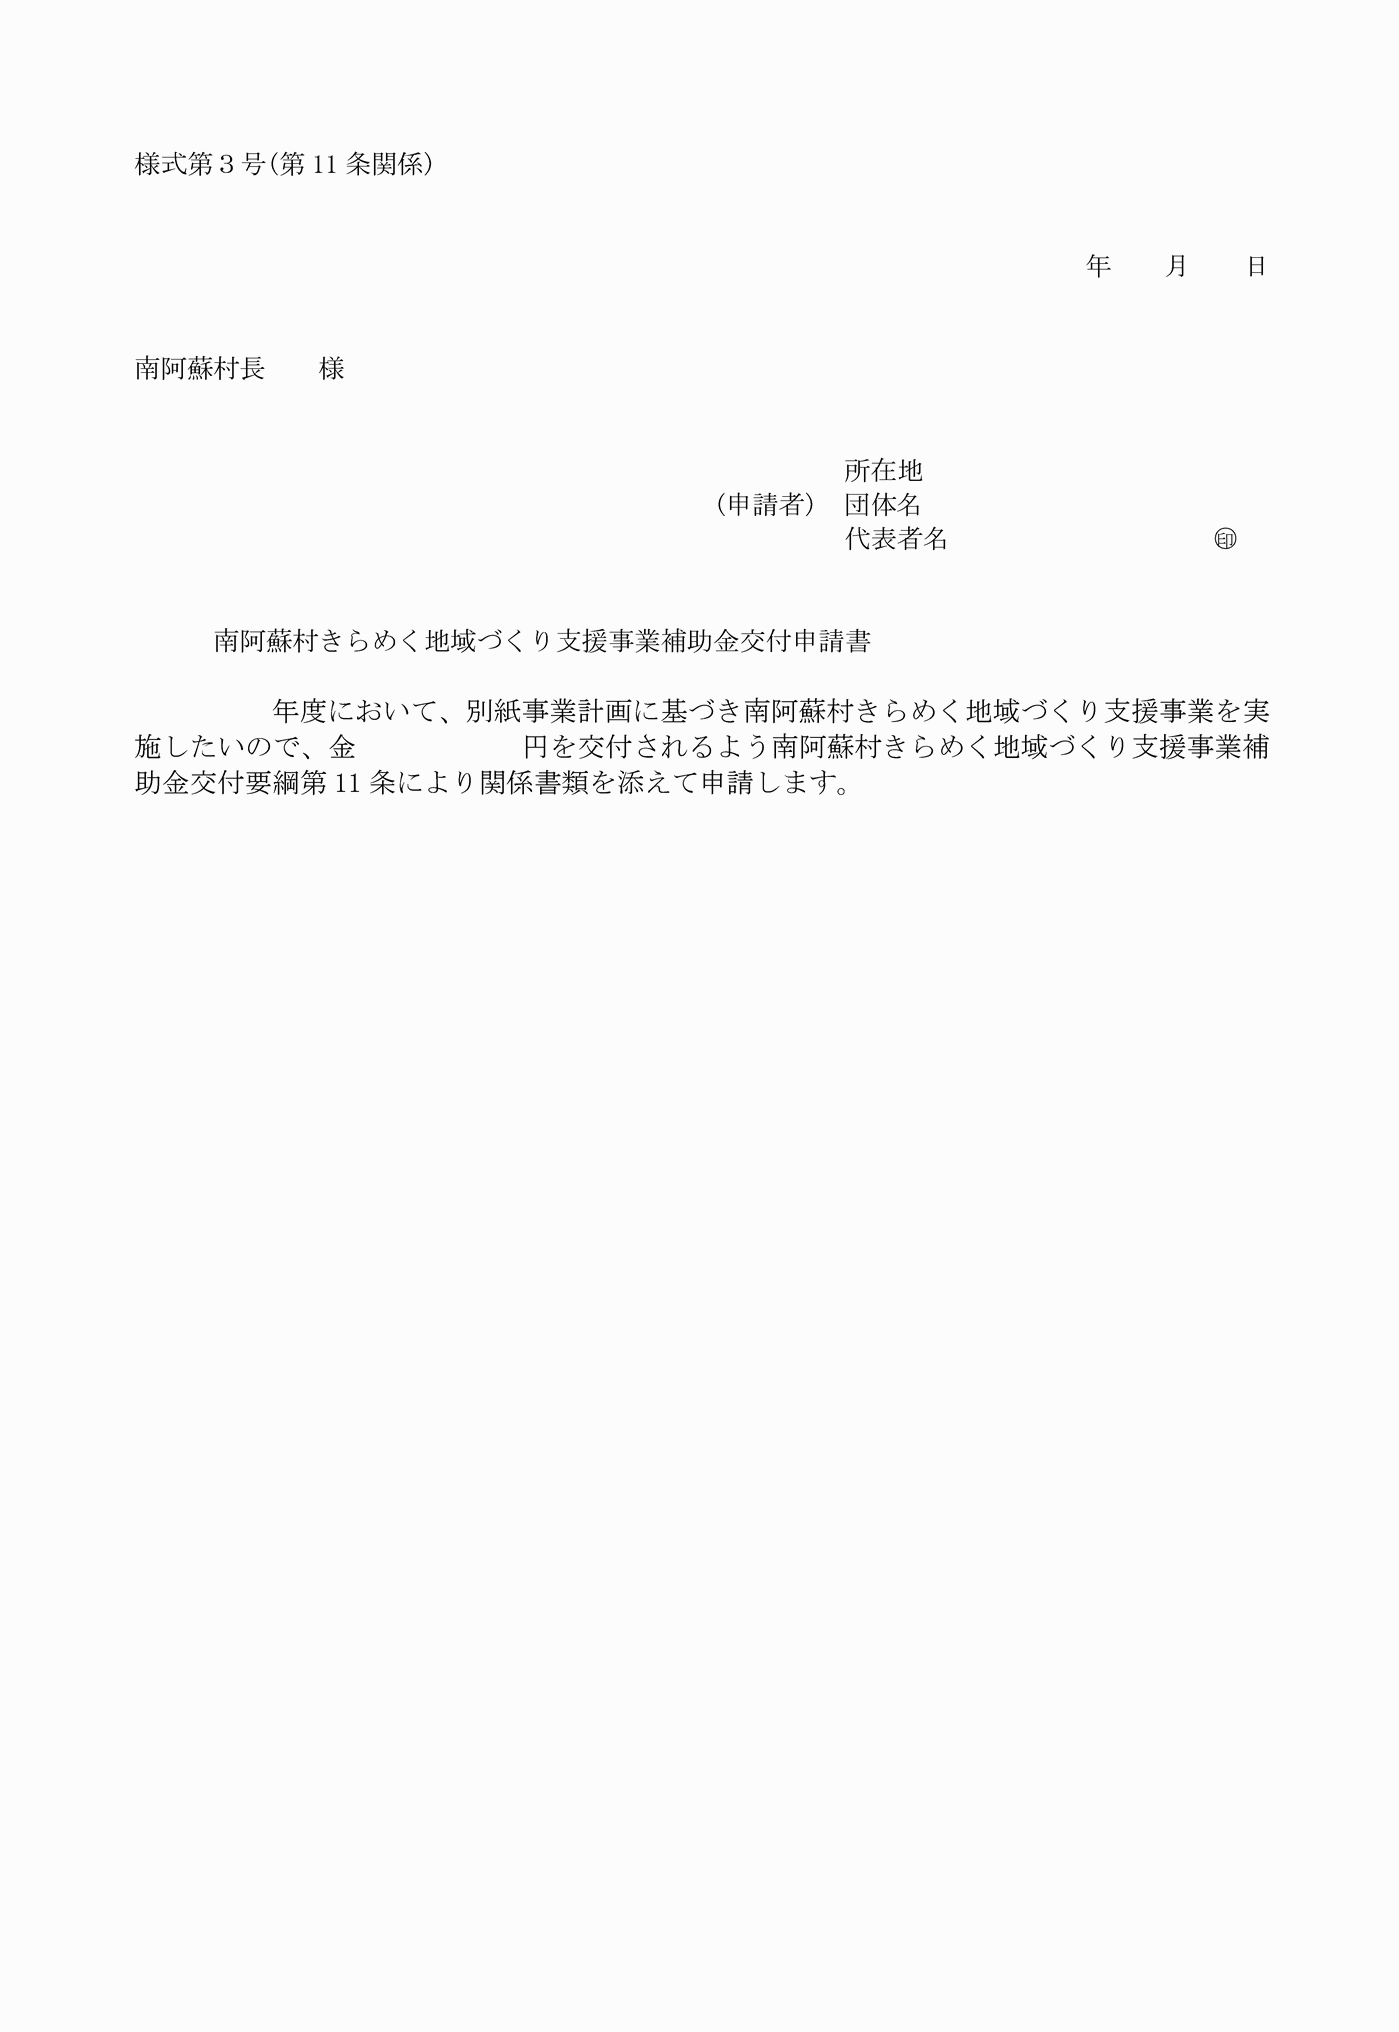 様式第３号(第 11 条関係)
年　　月　　日
南阿蘇村長　　様
所在地
(申請者)　団体名
代表者名　　　　　　　　　　㊞
南阿蘇村きらめく地域づくり支援事業補助金交付申請書
年度において、別紙事業計画に基づき南阿蘇村きらめく地域づくり支援事業を実
施したいので、金　　　　　　円を交付されるよう南阿蘇村きらめく地域づくり支援事業補
助金交付要綱第 11 条により関係書類を添えて申請します。